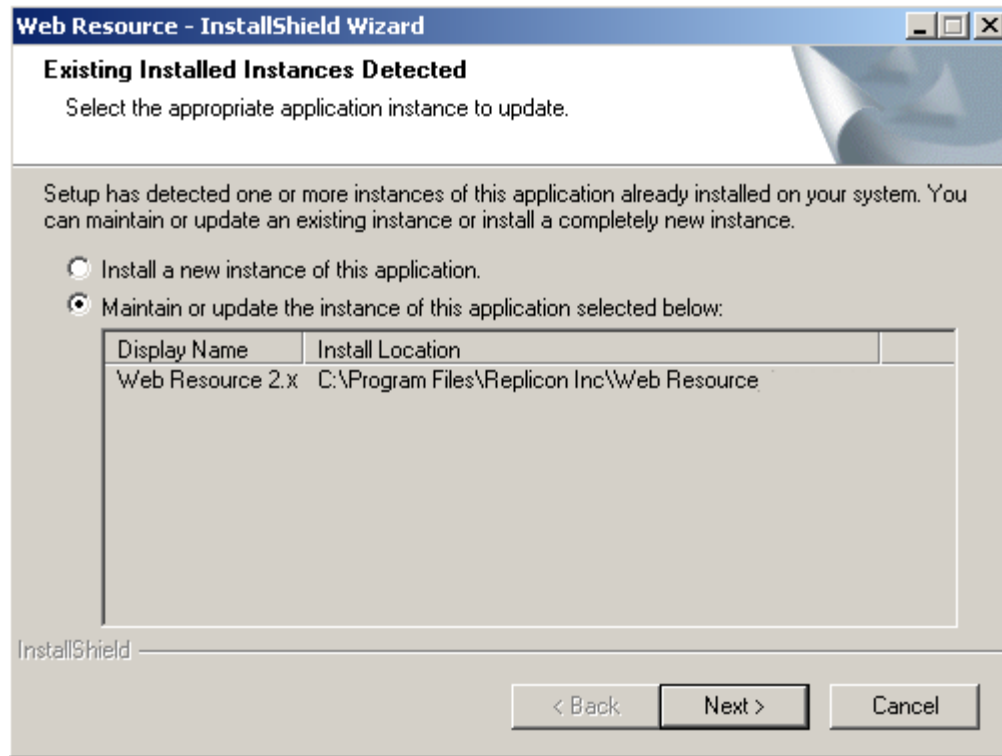 Web Resource - InstallShield Wizard
Existing Installed Instances Detected
Select the appropriate application instance to update.
Setup has detected one or more instances of this application already installed on your system. You
can maintain or update an existing instance or install a completely new instance.
Install a new instance of this application.
Maintain or update the instance of this application selected below:
Display Name Install Location
Web Resource 2.x C:\Program Files\Replicon Inc\Web Resource
InstallShield
< Back Next > Cancel